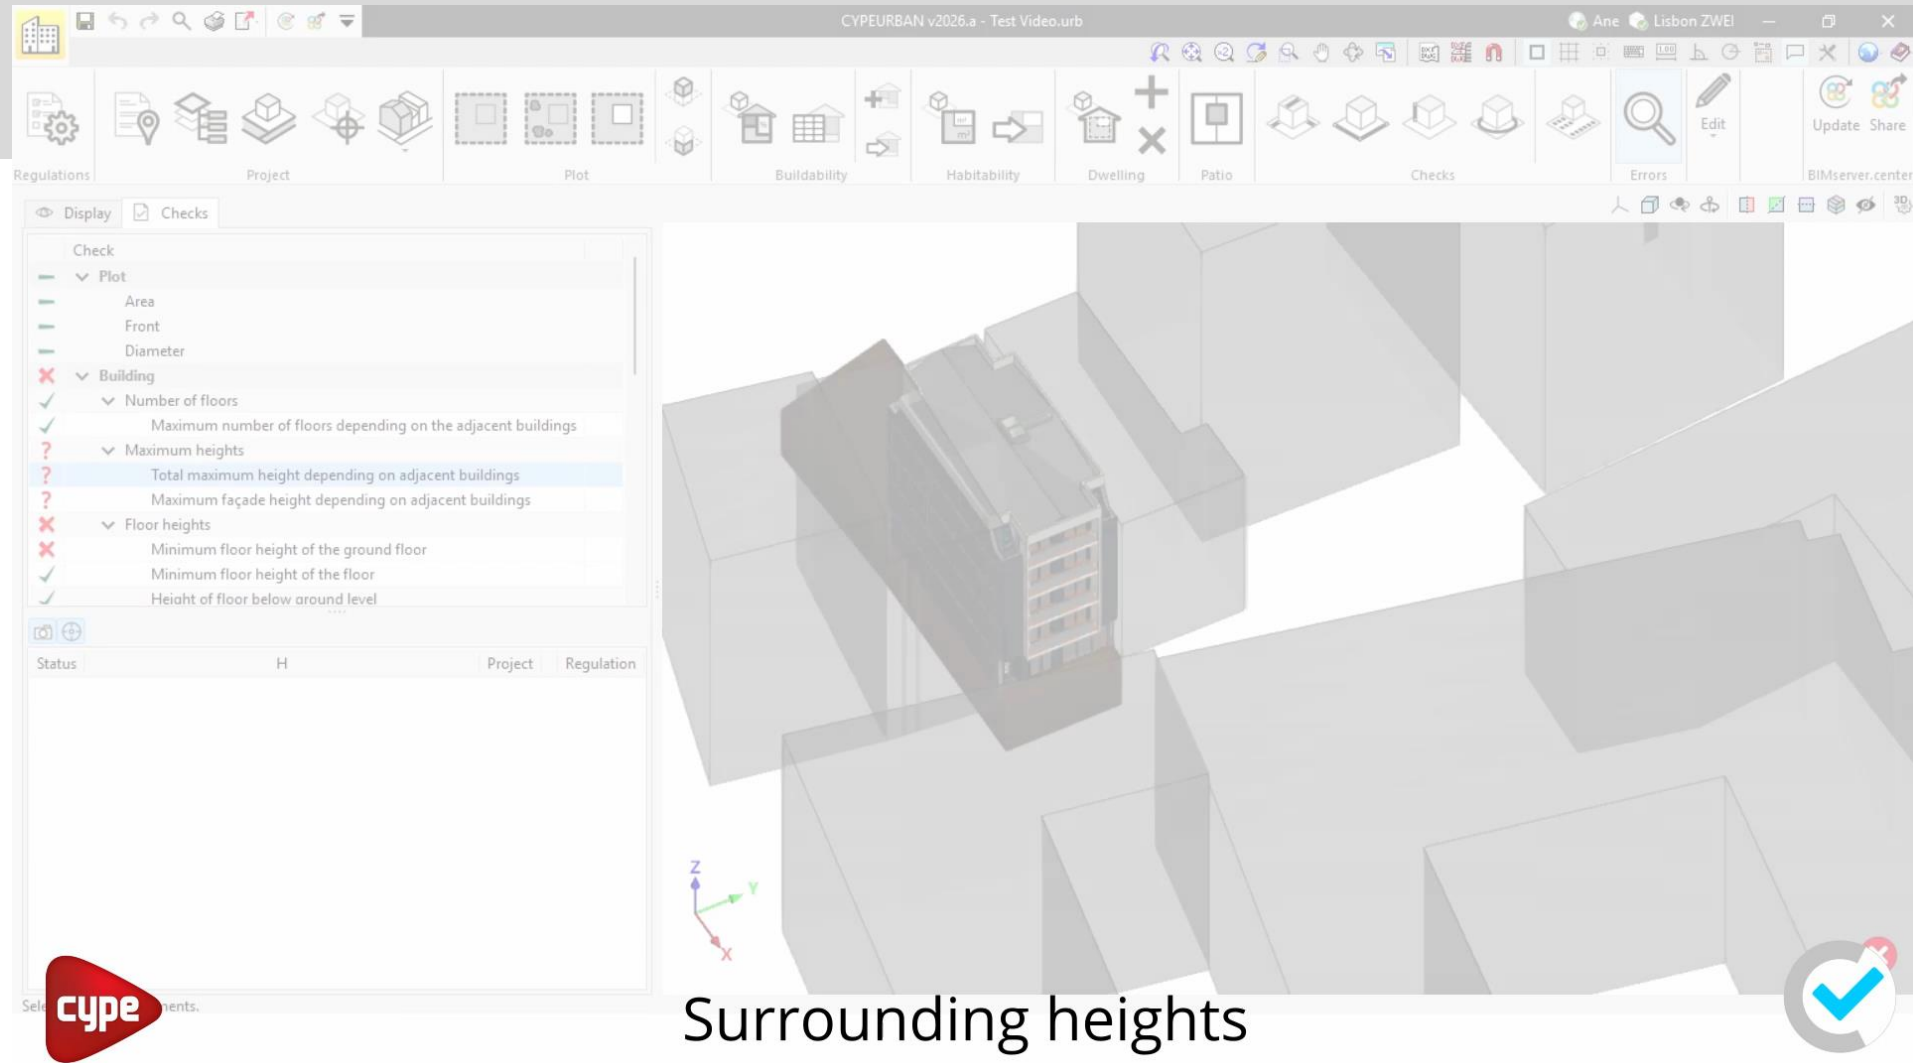 CYPEURBAN v2026.a - Test Video.urb
Ane
Lisbon ZWEI
Edit
Update
Share
Regulations
Project
Plot
Buildability
Habitability
Dwelling
Patio
Checks
Errors
BIMserver.center
Display
Checks
Check
Plot
Area
Front
Diameter
Building
Number of floors
Maximum number of floors depending on the adjacent buildings
Maximum heights
Total maximum height depending on adjacent buildings
Maximum façade height depending on adjacent buildings
Floor heights
Minimum floor height of the ground floor
Minimum floor height of the floor
Height of floor below ground level
Status
H
Project
Regulation
Z
Y
X
cype
Surrounding heights